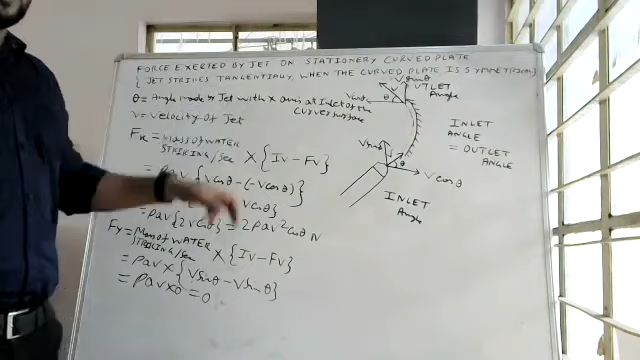 FORCE EXERTED BY JET ON STATIONERY CURVED PLATE
{ JET STRIKES TANGENTIALLY, WHEN THE CURVED PLATE IS SYMMETRICAL}
θ = Angle made by Jet with x axis at Inlet of the
curve surface
v = velocity of Jet
Fx = Mass of WATER
STRIKING/sec × {Iv - Fv}
= ρav {vcosθ - (-vcosθ)}
vcosθ}
= ρav {2vcosθ} = 2ρav²cosθ N
Fy = Mass of WATER
STRIKING/sec × {Iv - Fv}
= ρav × {vsinθ - vsinθ}
= ρav × 0 = 0
vsinθ
OUTLET
Angle
vcosθ
θ
INLET
ANGLE
= OUTLET
ANGLE
vsinθ
θ
vcosθ
INLET
Angle